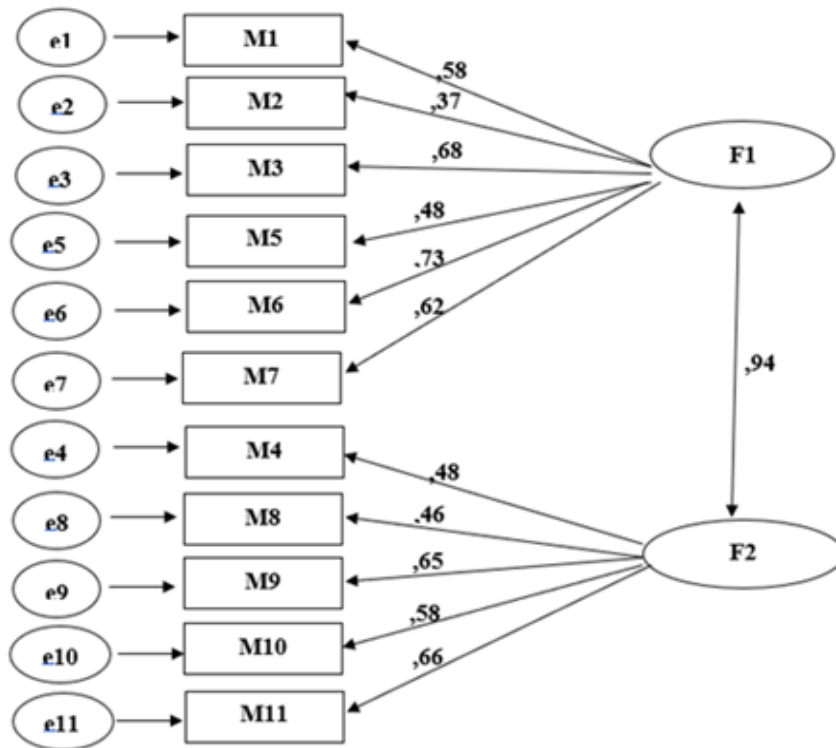 e1 M1
,58
e2 M2
,37
F1
e3 M3
,68
e5 M5
,48
e6 M6
,73
,62
e7 M7
,94
e4 M4
,48
e8 M8
,46
F2
e9 M9
,65
e10 M10
,58
,66
e11 M11